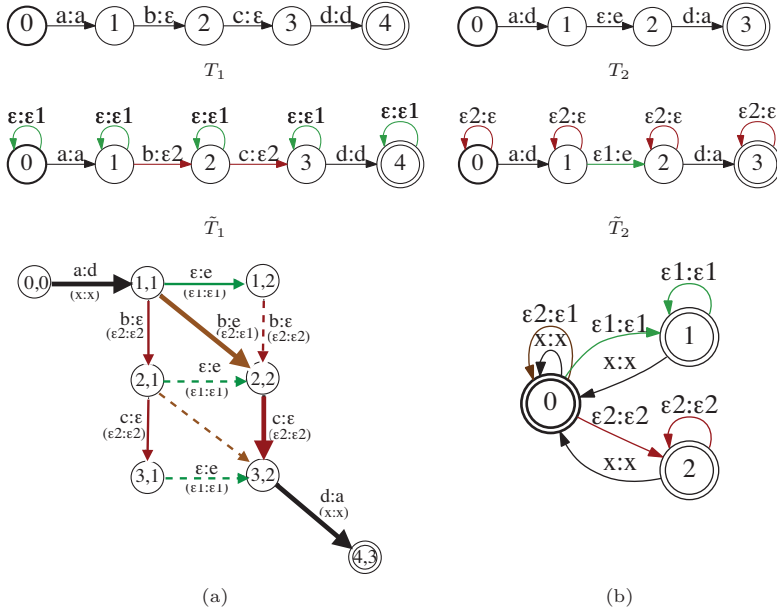 a:a b:ε c:ε d:d
0 1 2 3 4
T1
a:d ε:e d:a
0 1 2 3
T2
ε:ε1 ε:ε1 ε:ε1 ε:ε1 ε:ε1
a:a b:ε2 c:ε2 d:d
0 1 2 3 4
T̃1
ε2:ε ε2:ε ε2:ε ε2:ε
a:d ε1:e d:a
0 1 2 3
T̃2
a:d ε:e
0,0 1,1 1,2
(x:x) (ε1:ε1)
b:ε b:e b:ε
(ε2:ε2 (ε2:ε1) (ε2:ε2)
ε:e
2,1 2,2
(ε1:ε1)
c:ε c:ε
(ε2:ε2) (ε2:ε2)
ε:e
3,1 3,2
(ε1:ε1)
d:a
(x:x)
4,3
(a)
ε1:ε1
ε2:ε1
ε1:ε1
x:x
1
x:x
0
ε2:ε2 ε2:ε2
x:x
2
(b)